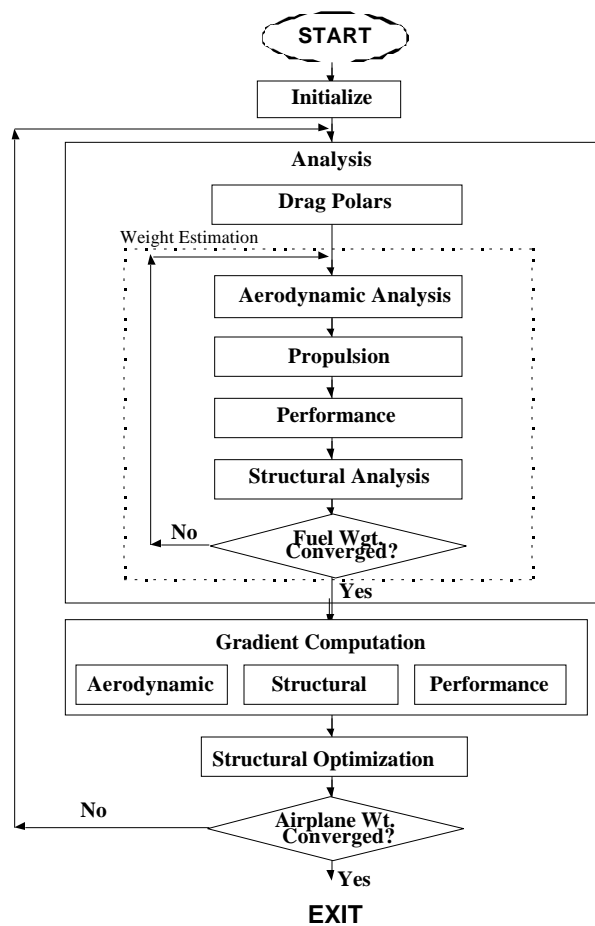 START
Initialize
Analysis
Drag Polars
Weight Estimation
Aerodynamic Analysis
Propulsion
Performance
Structural Analysis
No
Fuel Wgt.
Converged?
Yes
Gradient Computation
Aerodynamic
Structural
Performance
Structural Optimization
No
Airplane Wt.
Converged?
Yes
EXIT